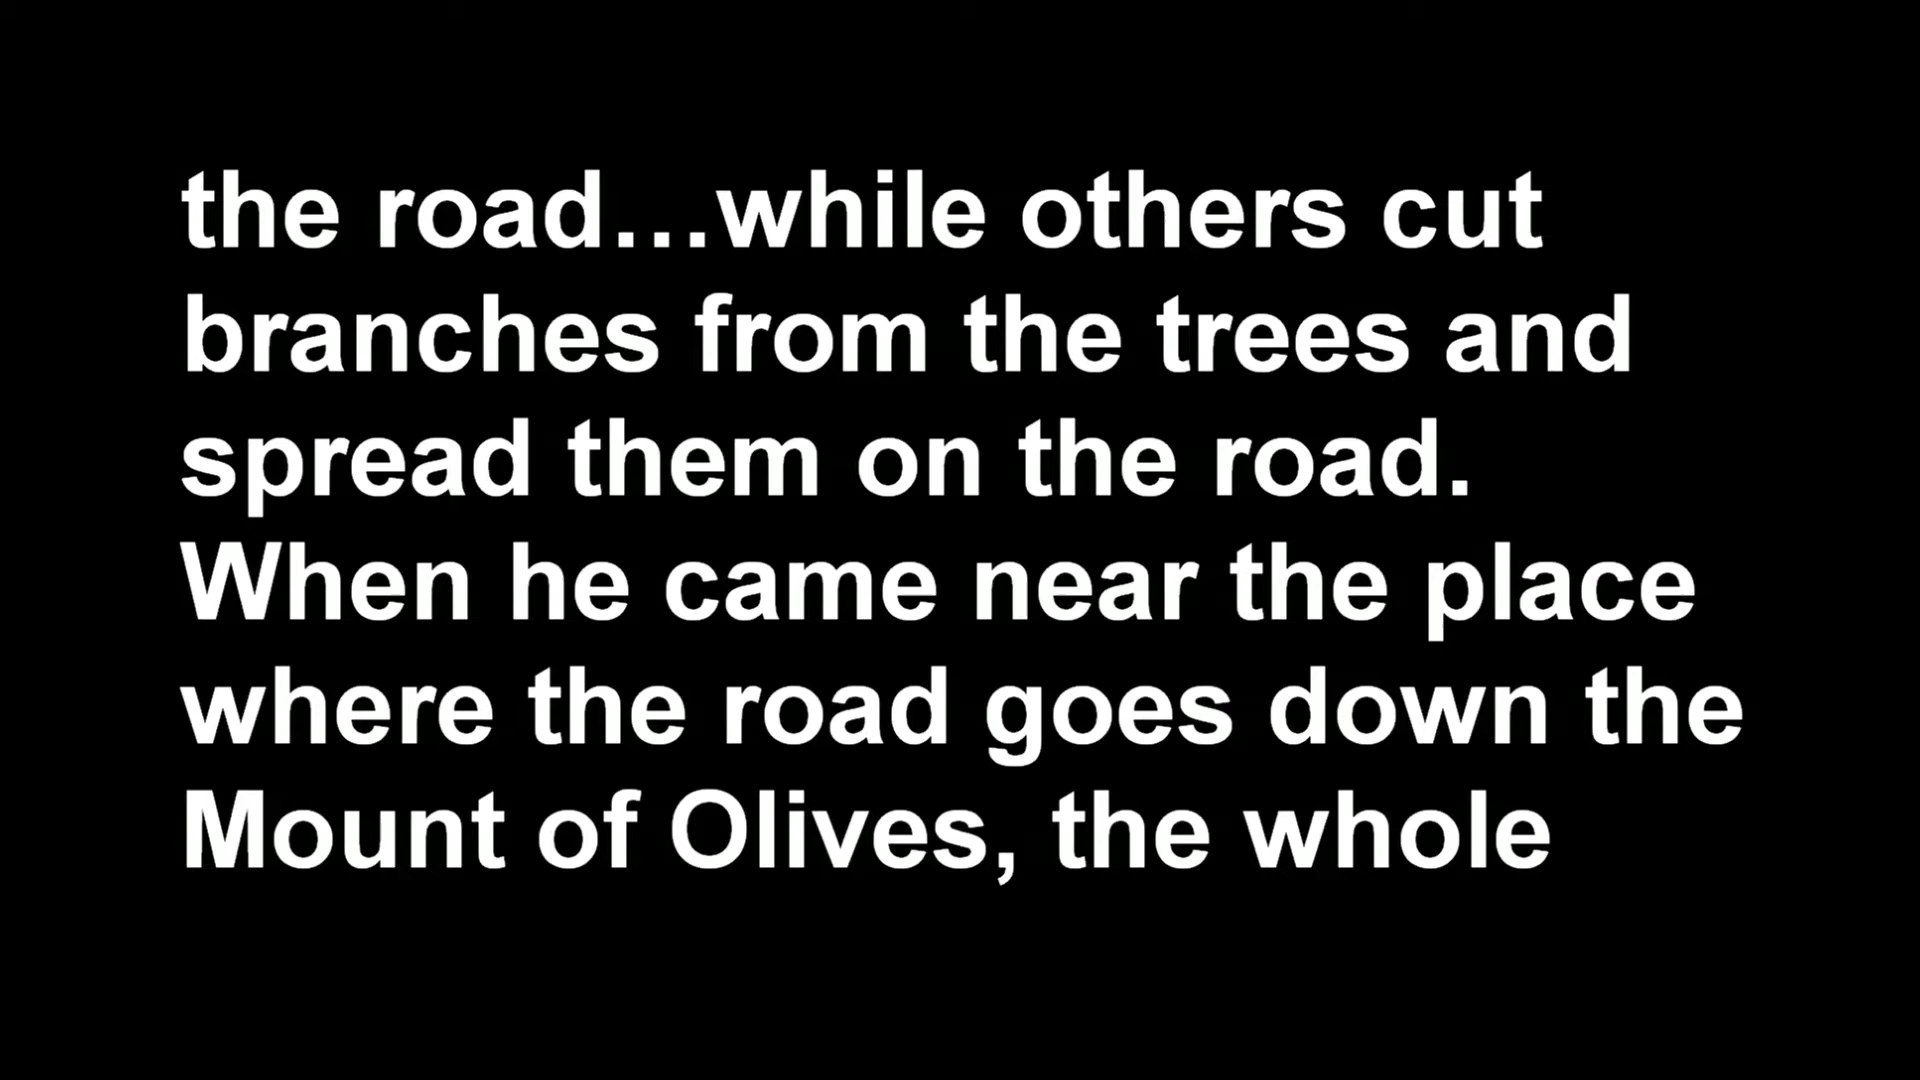 the road...while others cut
branches from the trees and
spread them on the road.
When he came near the place
where the road goes down the
Mount of Olives, the whole